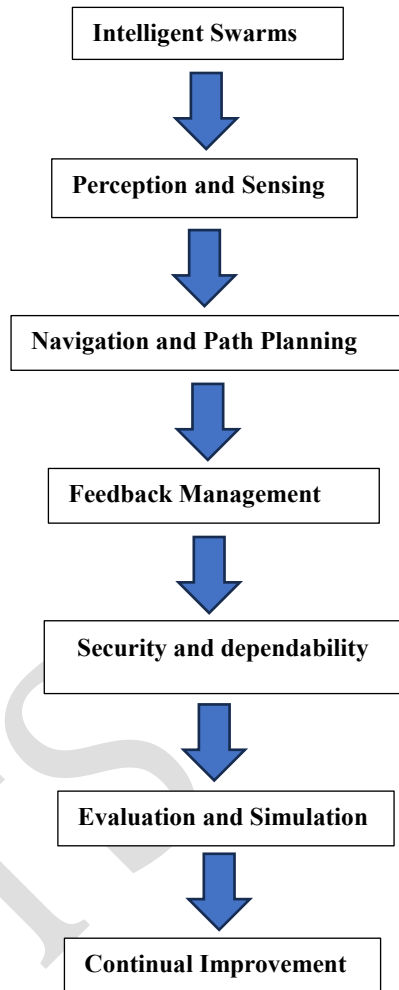 Intelligent Swarms
Perception and Sensing
Navigation and Path Planning
Feedback Management
Security and dependability
Evaluation and Simulation
Continual Improvement